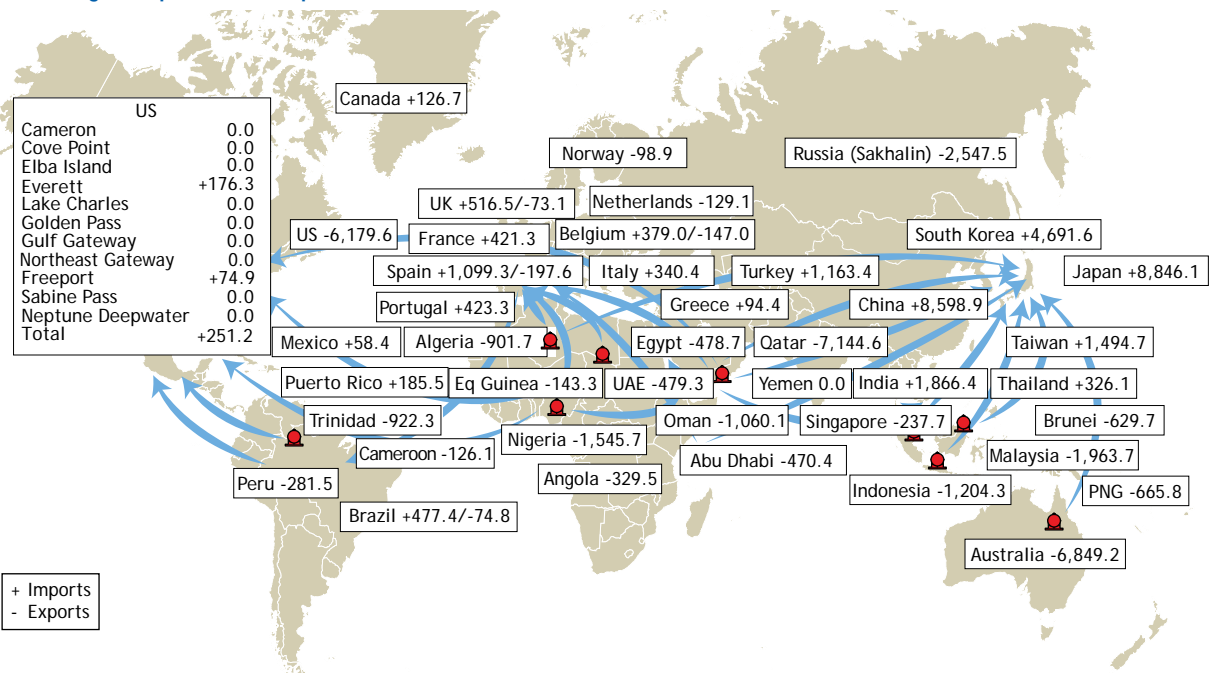 Canada +126.7
US
Cameron 0.0
Cove Point 0.0
Elba Island 0.0
Everett +176.3
Lake Charles 0.0
Golden Pass 0.0
Gulf Gateway 0.0
Northeast Gateway 0.0
Freeport +74.9
Sabine Pass 0.0
Neptune Deepwater 0.0
Total +251.2
Norway -98.9
Russia (Sakhalin) -2,547.5
UK +516.5/-73.1
Netherlands -129.1
US -6,179.6
France +421.3
Belgium +379.0/-147.0
South Korea +4,691.6
Spain +1,099.3/-197.6
Italy +340.4
Turkey +1,163.4
Japan +8,846.1
Portugal +423.3
Greece +94.4
China +8,598.9
Mexico +58.4
Algeria -901.7
Egypt -478.7
Qatar -7,144.6
Taiwan +1,494.7
Puerto Rico +185.5
Eq Guinea -143.3
UAE -479.3
Yemen 0.0
India +1,866.4
Thailand +326.1
Trinidad -922.3
Oman -1,060.1
Singapore -237.7
Brunei -629.7
Nigeria -1,545.7
Cameroon -126.1
Abu Dhabi -470.4
Malaysia -1,963.7
Peru -281.5
Angola -329.5
Indonesia -1,204.3
PNG -665.8
Brazil +477.4/-74.8
Australia -6,849.2
+ Imports
- Exports